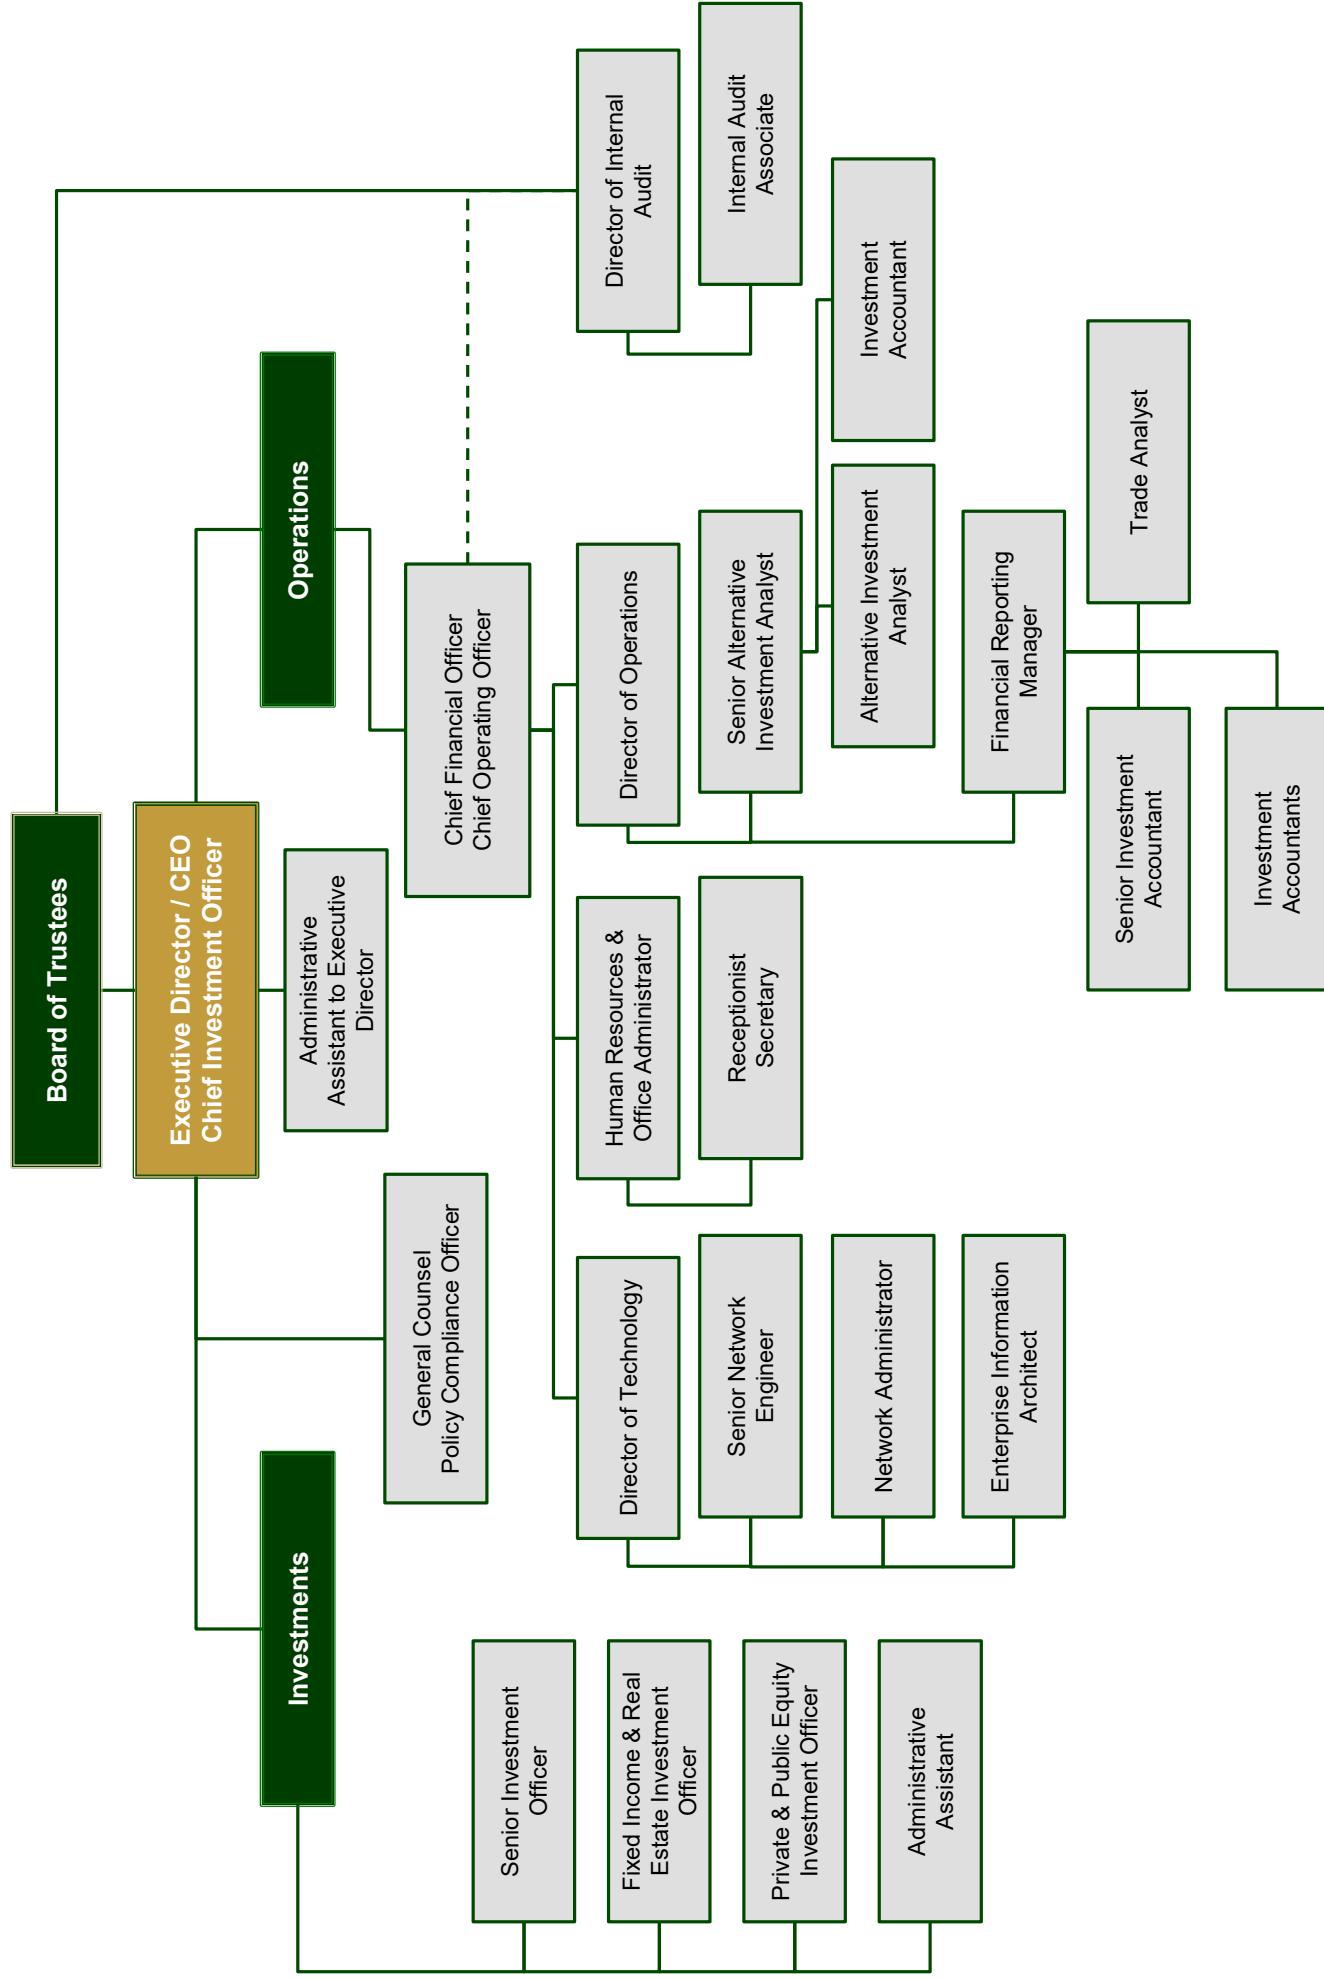 Board of Trustees
Executive Director / CEO
Chief Investment Officer
Investments
Operations
Administrative
Assistant to Executive
Director
General Counsel
Policy Compliance Officer
Chief Financial Officer
Chief Operating Officer
Senior Investment
Officer
Fixed Income & Real
Estate Investment
Officer
Private & Public Equity
Investment Officer
Administrative
Assistant
Director of Technology
Senior Network
Engineer
Network Administrator
Enterprise Information
Architect
Human Resources &
Office Administrator
Receptionist
Secretary
Director of Operations
Senior Alternative
Investment Analyst
Alternative Investment
Analyst
Investment
Accountant
Financial Reporting
Manager
Senior Investment
Accountant
Trade Analyst
Investment
Accountants
Director of Internal
Audit
Internal Audit
Associate